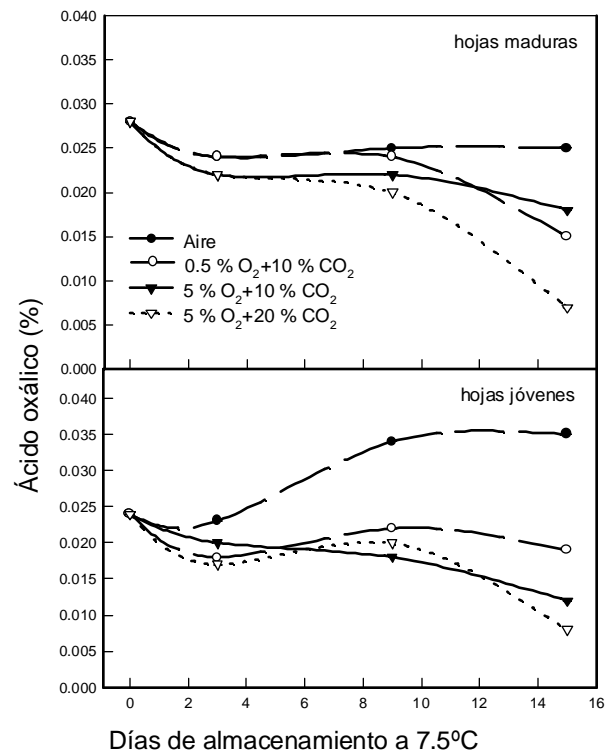 0.040
hojas maduras
0.035
0.030
0.025
0.020
0.015
0.010
0.005
0.000
Aire
0.5 % O₂+10 % CO₂
5 % O₂+10 % CO₂
5 % O₂+20 % CO₂
Ácido oxálico (%)
hojas jóvenes
0.040
0.035
0.030
0.025
0.020
0.015
0.010
0.005
0.000
0 2 4 6 8 10 12 14 16
Días de almacenamiento a 7.5ºC